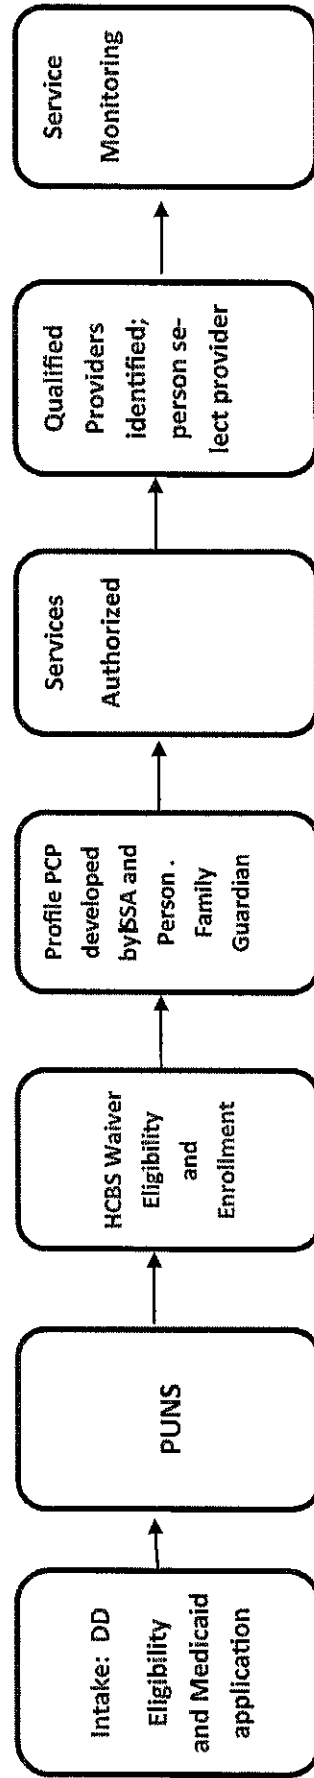 Intake: DD
Eligibility
and Medicaid
application
PUNS
HCBS Waiver
Eligibility
and
Enrollment
Profile PCP
developed
by ISSA and
Person .
Family
Guardian
Services
Authorized
Qualified
Providers
identified;
person se-
lect provider
Service
Monitoring